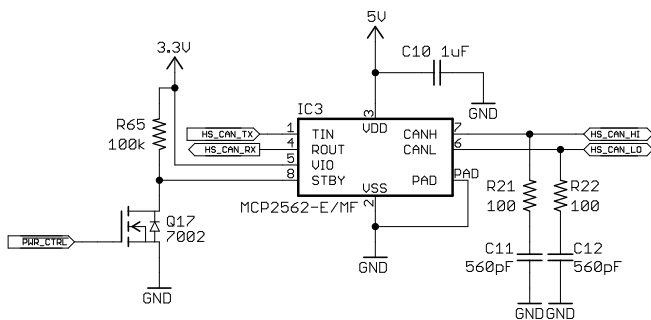 5V
C10 1uF
3.3V
GND
IC3
R65
100k
HS_CAN_TX
1
TIN
3
VDD
CANH
7
HS_CAN_HI
HS_CAN_RX
4
ROUT
CANL
6
HS_CAN_LO
5
VIO
8
STBY
VSS
2
PAD
PAD
MCP2562-E/MF
R21
100
R22
100
Q17
7002
PWR_CTRL
C11
560pF
C12
560pF
GND
GND
GND
GND